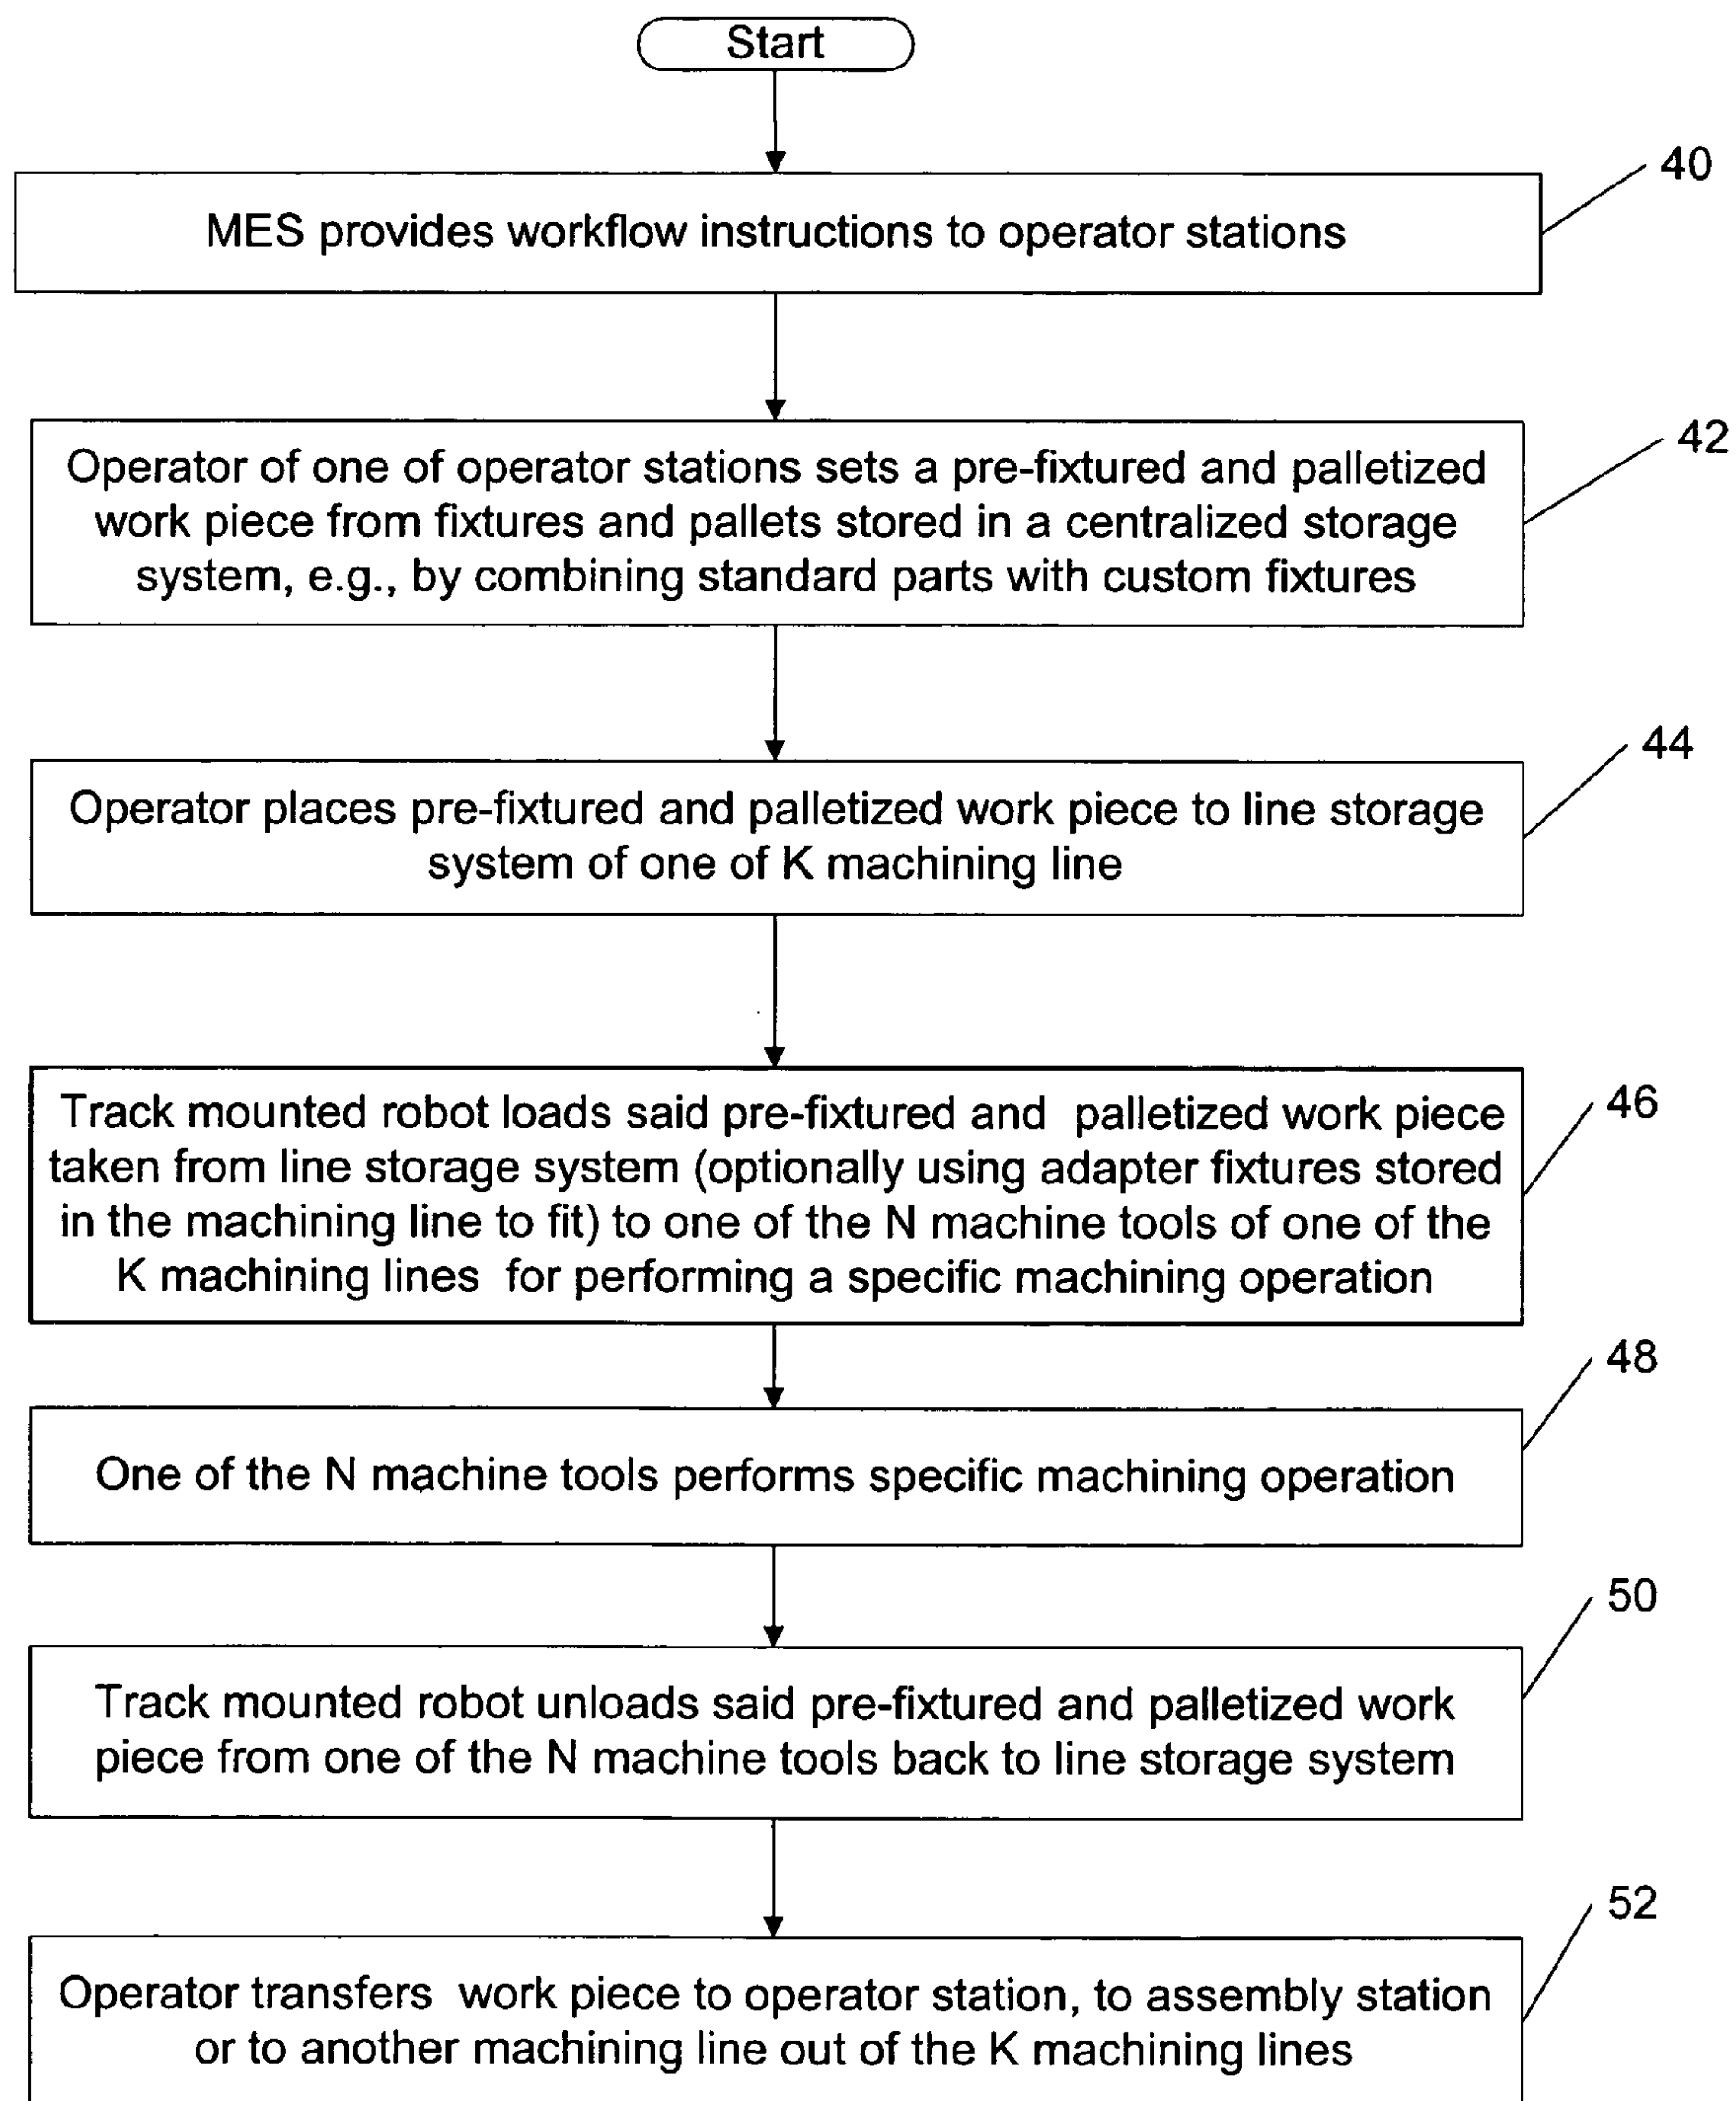 Start
40
MES provides workflow instructions to operator stations
42
Operator of one of operator stations sets a pre-fixtured and palletized
work piece from fixtures and pallets stored in a centralized storage
system, e.g., by combining standard parts with custom fixtures
44
Operator places pre-fixtured and palletized work piece to line storage
system of one of K machining line
46
Track mounted robot loads said pre-fixtured and palletized work piece
taken from line storage system (optionally using adapter fixtures stored
in the machining line to fit) to one of the N machine tools of one of the
K machining lines for performing a specific machining operation
48
One of the N machine tools performs specific machining operation
50
Track mounted robot unloads said pre-fixtured and palletized work
piece from one of the N machine tools back to line storage system
52
Operator transfers work piece to operator station, to assembly station
or to another machining line out of the K machining lines